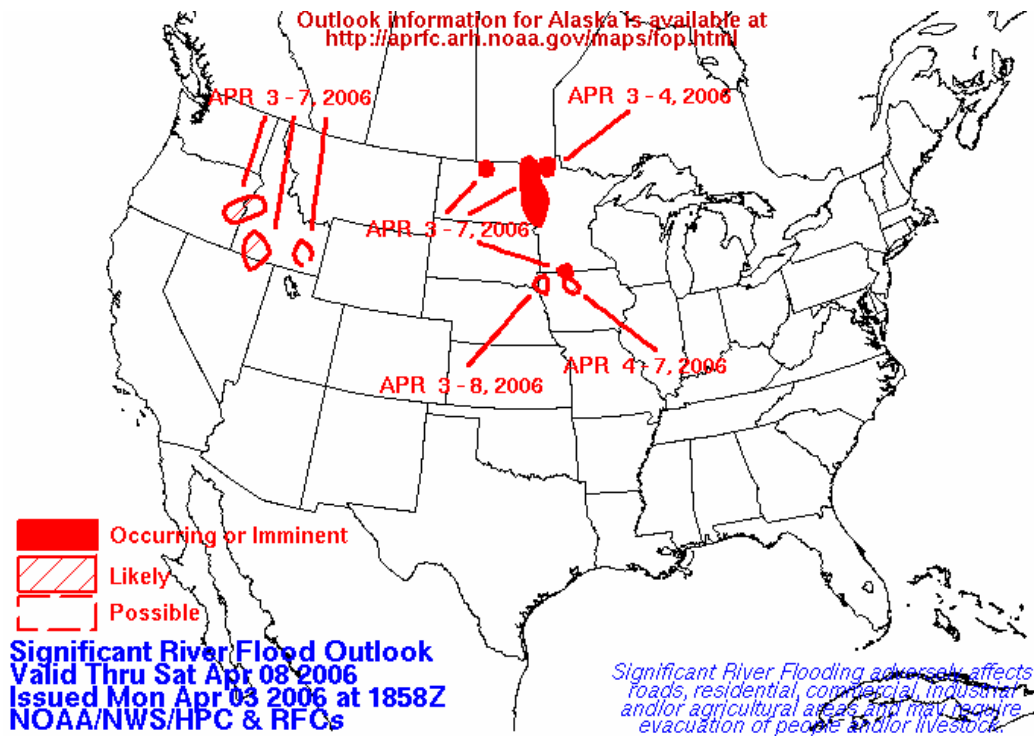 Outlook information for Alaska is available at
http://aprfc.arh.noaa.gov/maps/fop.html
APR 3 - 7, 2006
APR 3 - 4, 2006
APR 3 - 7, 2006
APR 3 - 8, 2006
APR 4 - 7, 2006
Occurring or Imminent
Likely
Possible
Significant River Flood Outlook
Valid Thru Sat Apr 08 2006
Issued Mon Apr 03 2006 at 1858Z
NOAA/NWS/HPC & RFCs
Significant River Flooding adversely affects
roads, residential, commercial, industrial
and/or agricultural areas and may require
evacuation of people and/or livestock.